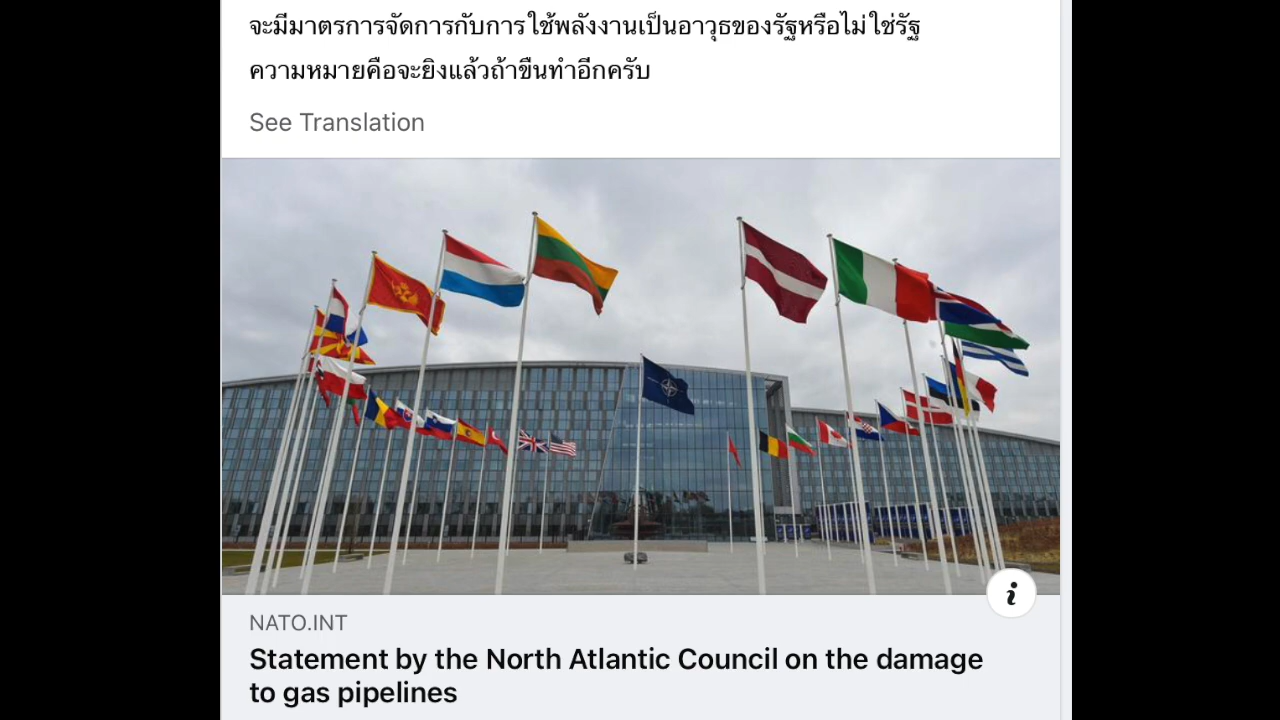 จะมีมาตรการจัดการกับการใช้พลังงานเป็นอาวุธของรัฐหรือไม่ใช่รัฐ
ความหมายคือจะยิงแล้วถ้าขืนทำอีกครับ
See Translation
NATO.INT
Statement by the North Atlantic Council on the damage
to gas pipelines